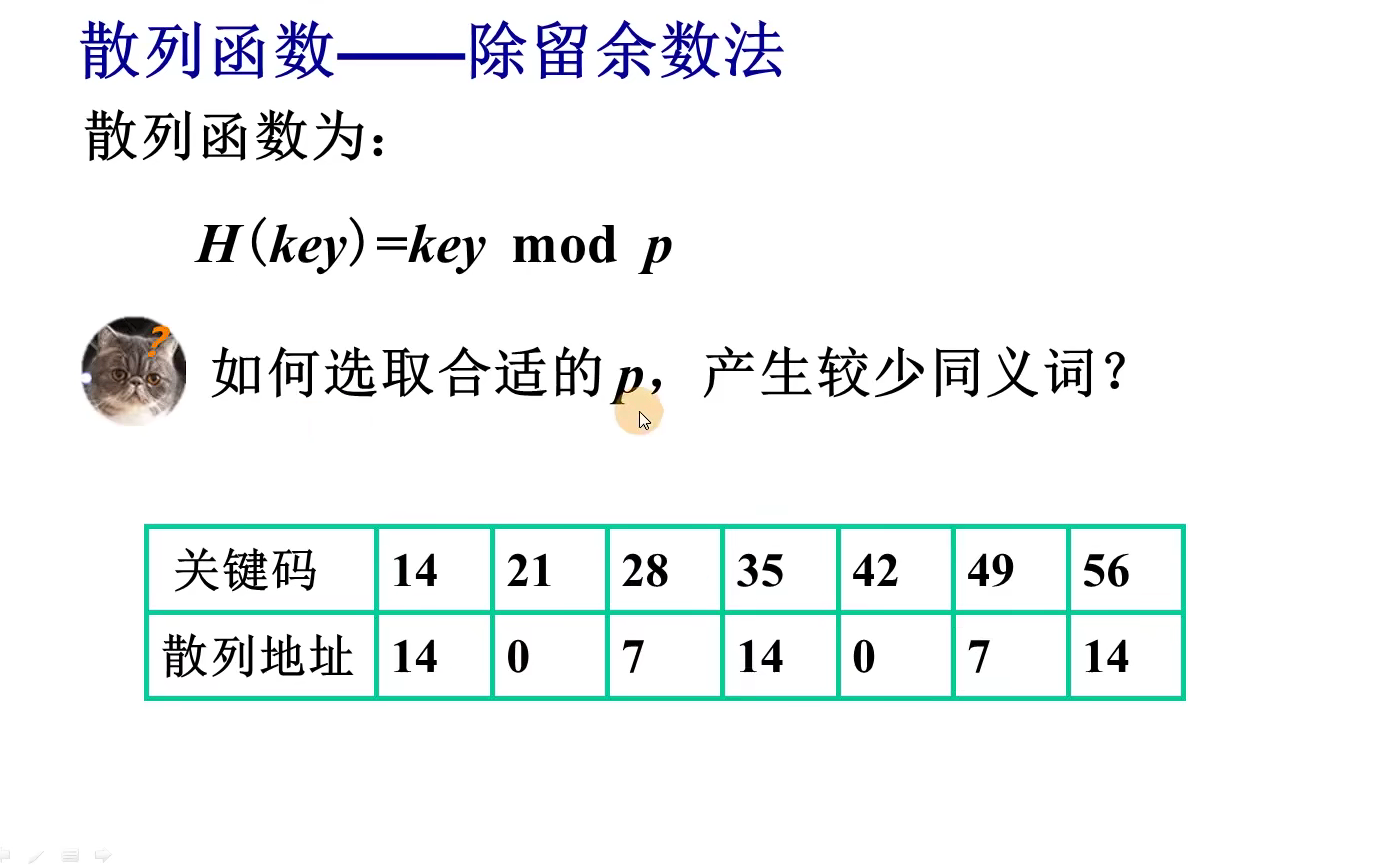 散列函数——除留余数法
散列函数为：
H(key)=key mod p
?
如何选取合适的p，产生较少同义词？
关键码 14 21 28 35 42 49 56
散列地址 14 0 7 14 0 7 14